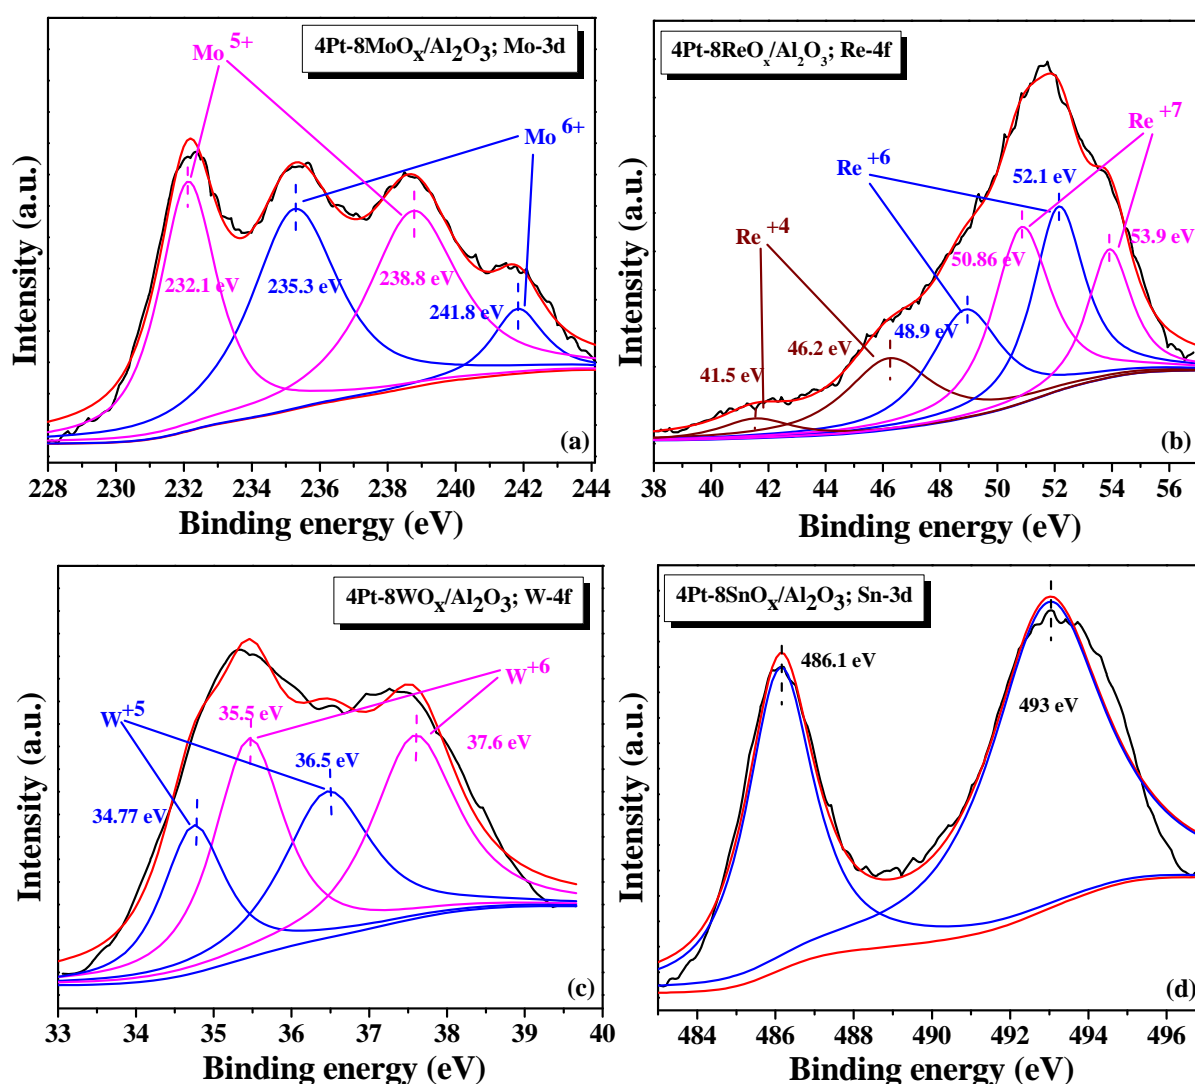 4Pt-8MoOx/Al2O3; Mo-3d
Mo 5+
Mo 6+
232.1 eV
235.3 eV
238.8 eV
241.8 eV
(a)
Intensity (a.u.)
228 230 232 234 236 238 240 242 244
Binding energy (eV)
4Pt-8ReOx/Al2O3; Re-4f
Re +7
Re +6
Re +4
52.1 eV
50.86 eV
53.9 eV
48.9 eV
46.2 eV
41.5 eV
(b)
Intensity (a.u.)
38 40 42 44 46 48 50 52 54 56
Binding energy (eV)
4Pt-8WOx/Al2O3; W-4f
W+6
W+5
35.5 eV
37.6 eV
36.5 eV
34.77 eV
(c)
Intensity (a.u.)
33 34 35 36 37 38 39 40
Binding energy (eV)
4Pt-8SnOx/Al2O3; Sn-3d
486.1 eV
493 eV
(d)
Intensity (a.u.)
484 486 488 490 492 494 496
Binding energy (eV)